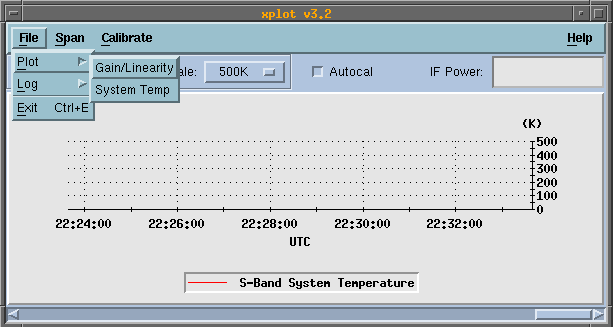 xplot v3.2
File Span Calibrate Help
Plot
Log
Exit Ctrl+E
Gain/Linearity
System Temp
ale: 500K Autocal IF Power:
(K)
500
400
300
200
100
0
22:24:00 22:26:00 22:28:00 22:30:00 22:32:00
UTC
S-Band System Temperature